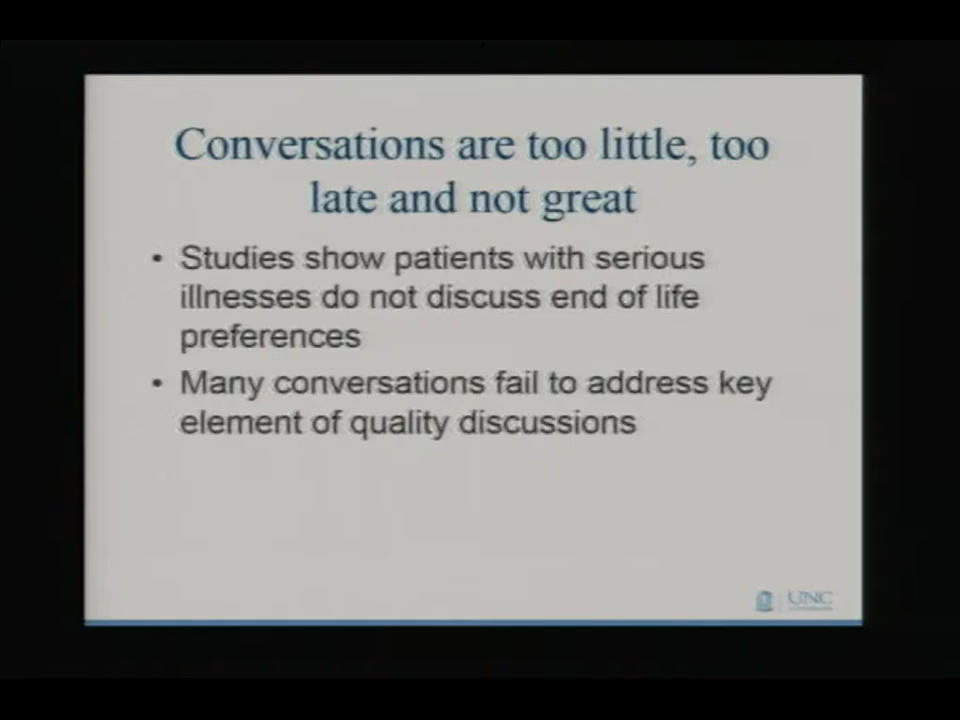 Conversations are too little, too
late and not great
• Studies show patients with serious
illnesses do not discuss end of life
preferences
• Many conversations fail to address key
element of quality discussions
UNC